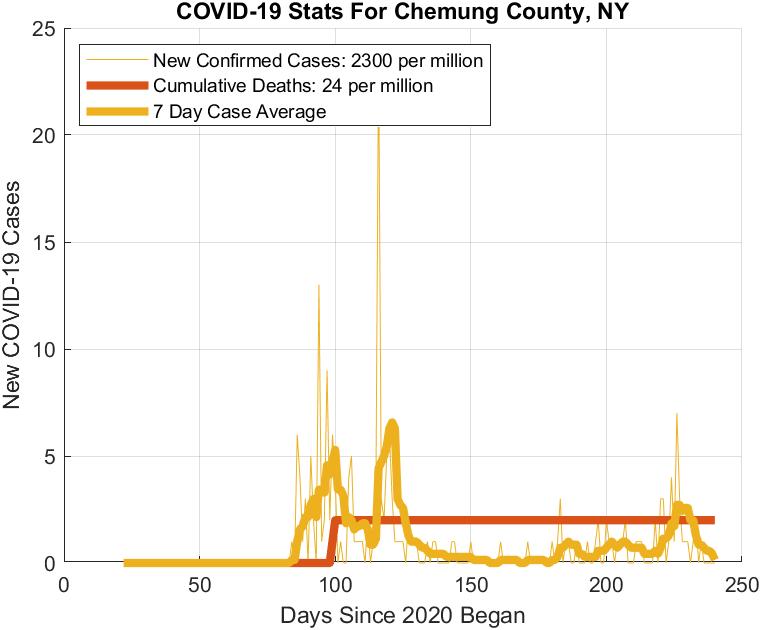 COVID-19 Stats For Chemung County, NY
New Confirmed Cases: 2300 per million
Cumulative Deaths: 24 per million
7 Day Case Average
New COVID-19 Cases
25
20
15
10
5
0
0
50
100
150
200
250
Days Since 2020 Began